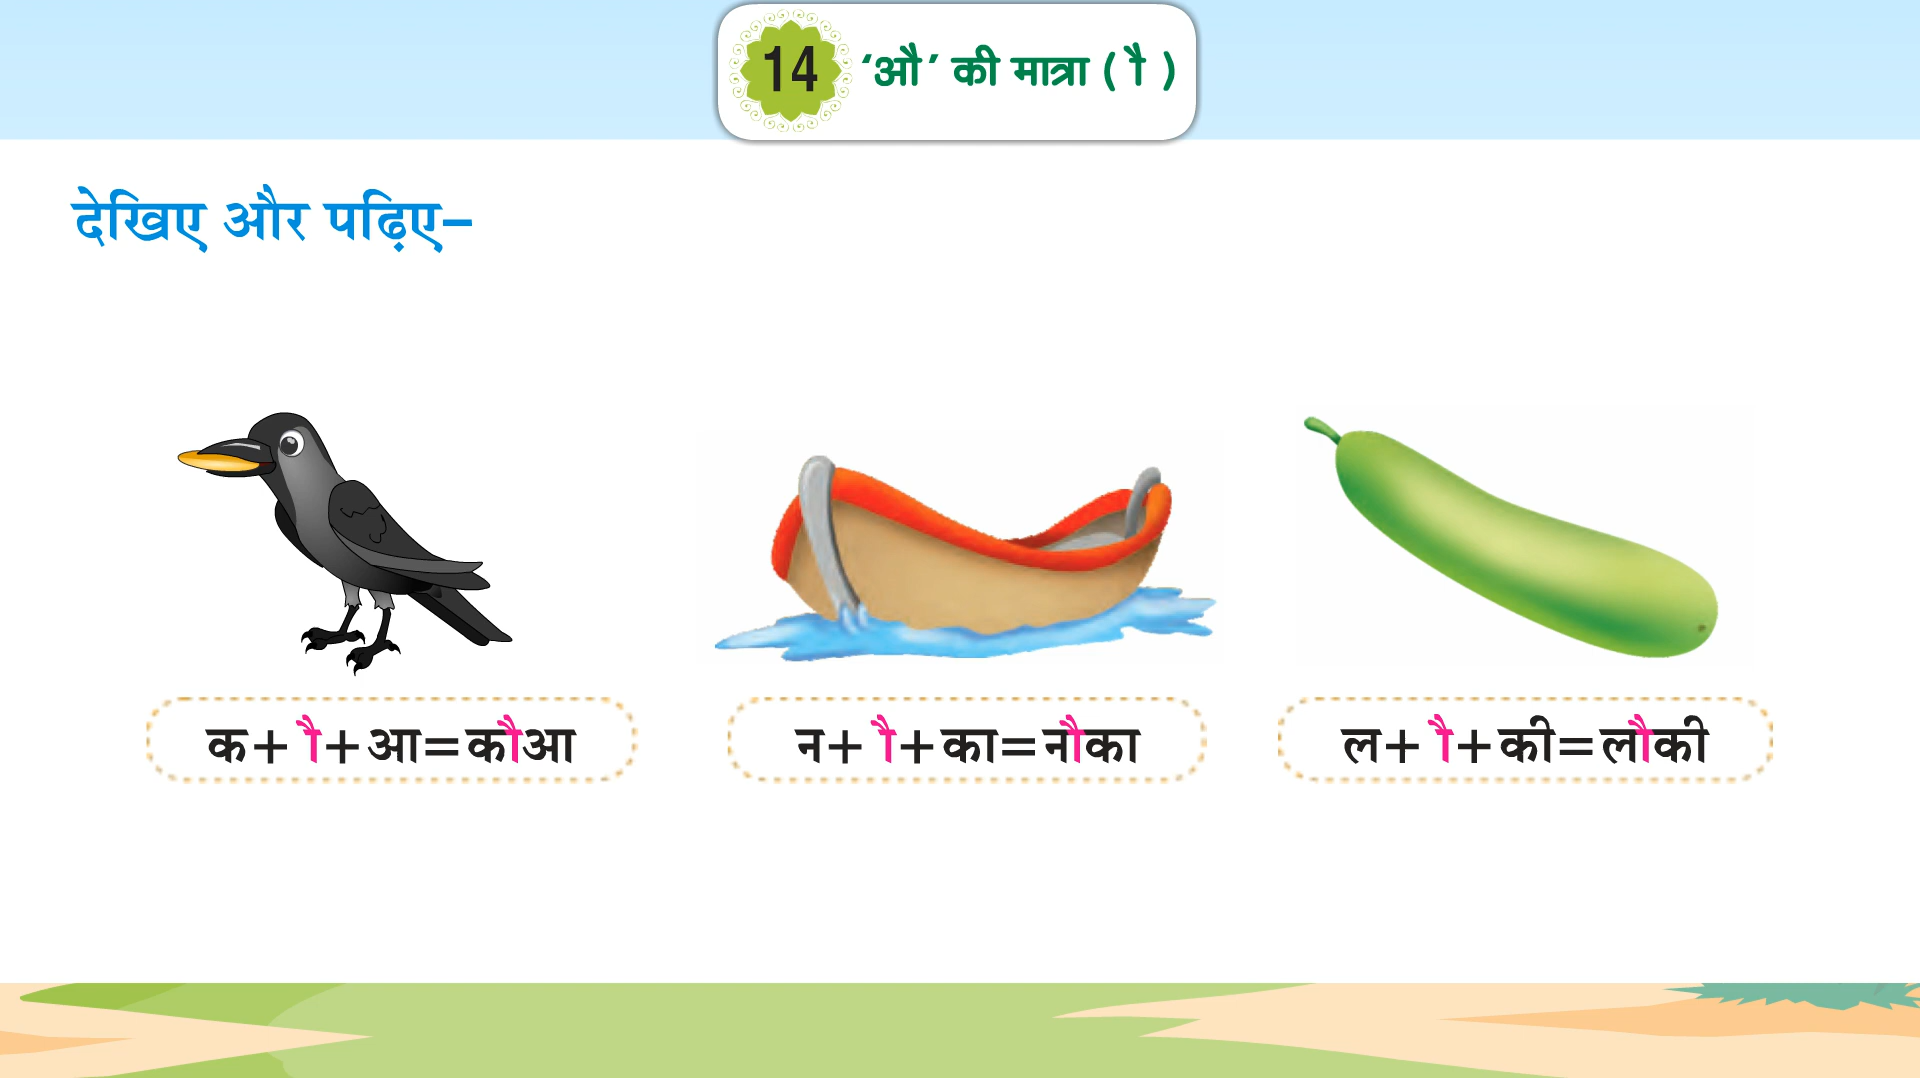 14 ‘औ’ की मात्रा ( ौ )
देखिए और पढ़िए–
क+ ौ+आ=कौआ
न+ ौ+का=नौका
ल+ ौ+की=लौकी